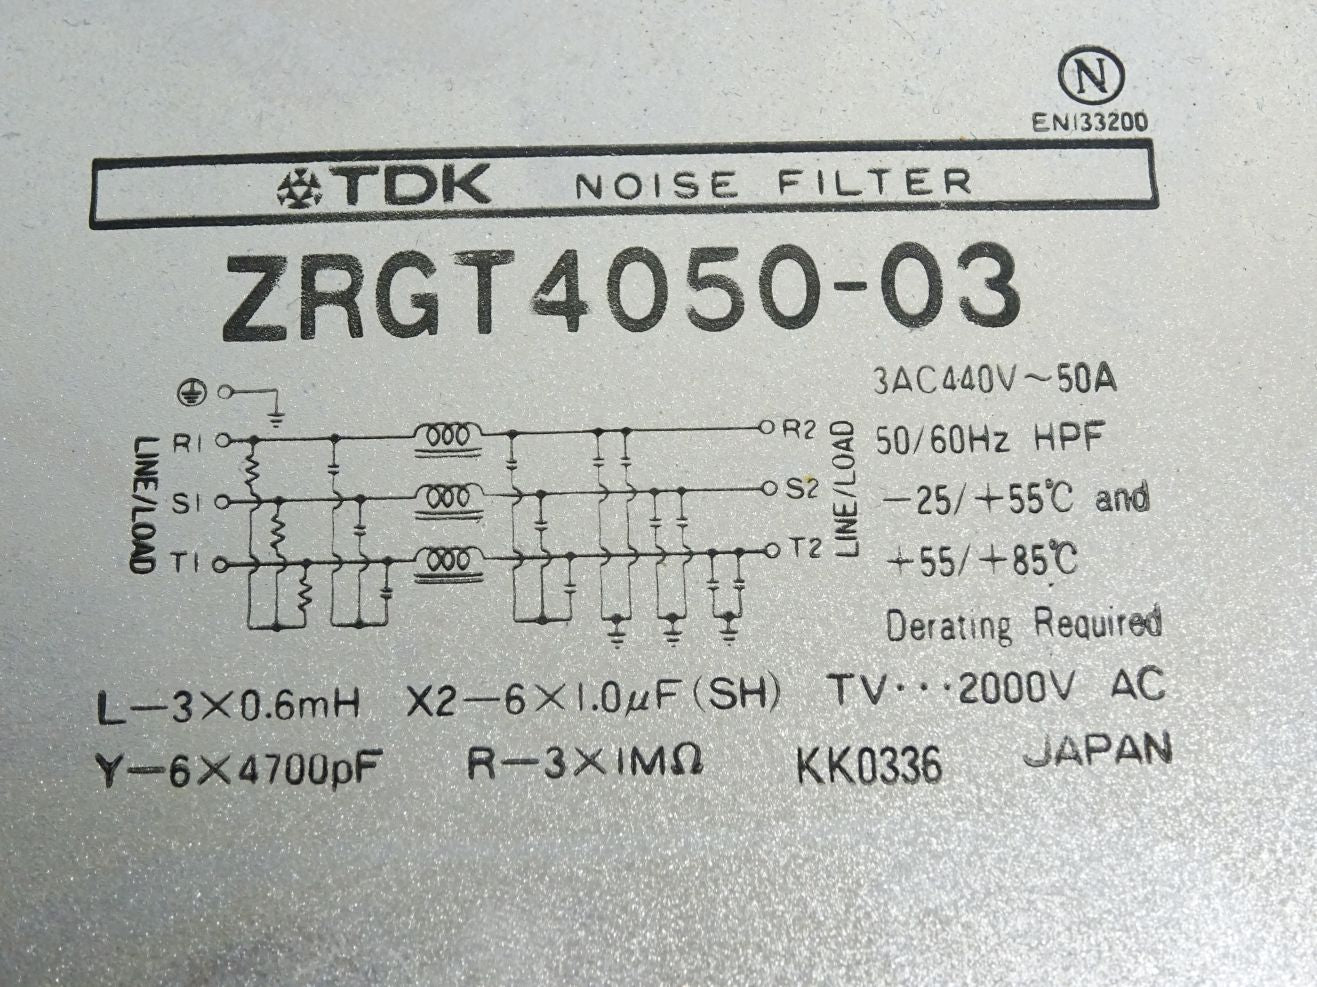 N
EN133200
TDK NOISE FILTER
ZRGT4050-03
3AC440V~50A
50/60Hz HPF
-25/+55℃ and
+55/+85℃
Derating Required
LINE/LOAD
R1
S1
T1
R2
S2
T2
LINE/LOAD
L-3×0.6mH X2-6×1.0μF(SH) TV···2000V AC
Y-6×4700pF R-3×1MΩ KK0336 JAPAN